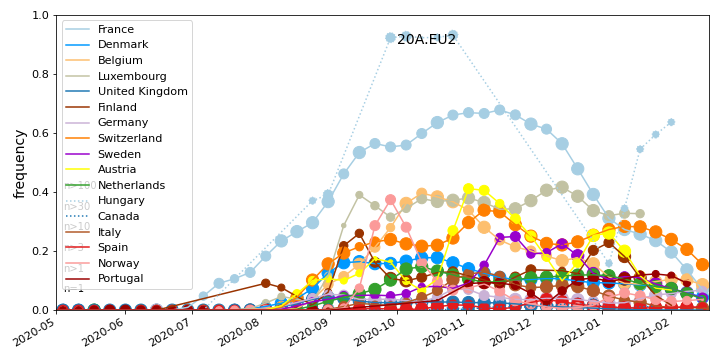 20A.EU2
frequency
1.0
0.8
0.6
0.4
0.2
0.0
France
Denmark
Belgium
Luxembourg
United Kingdom
Finland
Germany
Switzerland
Sweden
Austria
Netherlands
Hungary
Canada
Italy
Spain
Norway
Portugal
n>100
n>30
n>10
n>3
n>1
n=1
2020-05
2020-06
2020-07
2020-08
2020-09
2020-10
2020-11
2020-12
2021-01
2021-02